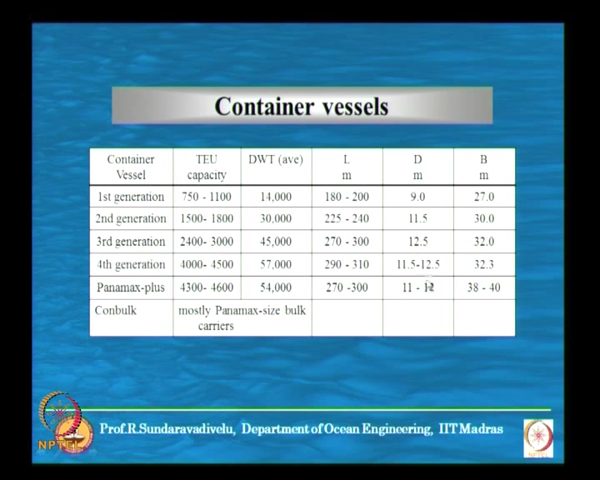 Container vessels
Container Vessel TEU capacity DWT (ave) L m D m B m
1st generation 750 - 1100 14,000 180 - 200 9.0 27.0
2nd generation 1500- 1800 30,000 225 - 240 11.5 30.0
3rd generation 2400- 3000 45,000 270 - 300 12.5 32.0
4th generation 4000- 4500 57,000 290 - 310 11.5-12.5 32.3
Panamax-plus 4300- 4600 54,000 270 -300 11 - 12 38 - 40
Conbulk mostly Panamax-size bulk carriers
Prof.R.Sundaravadivelu, Department of Ocean Engineering, IIT Madras
NPTEL